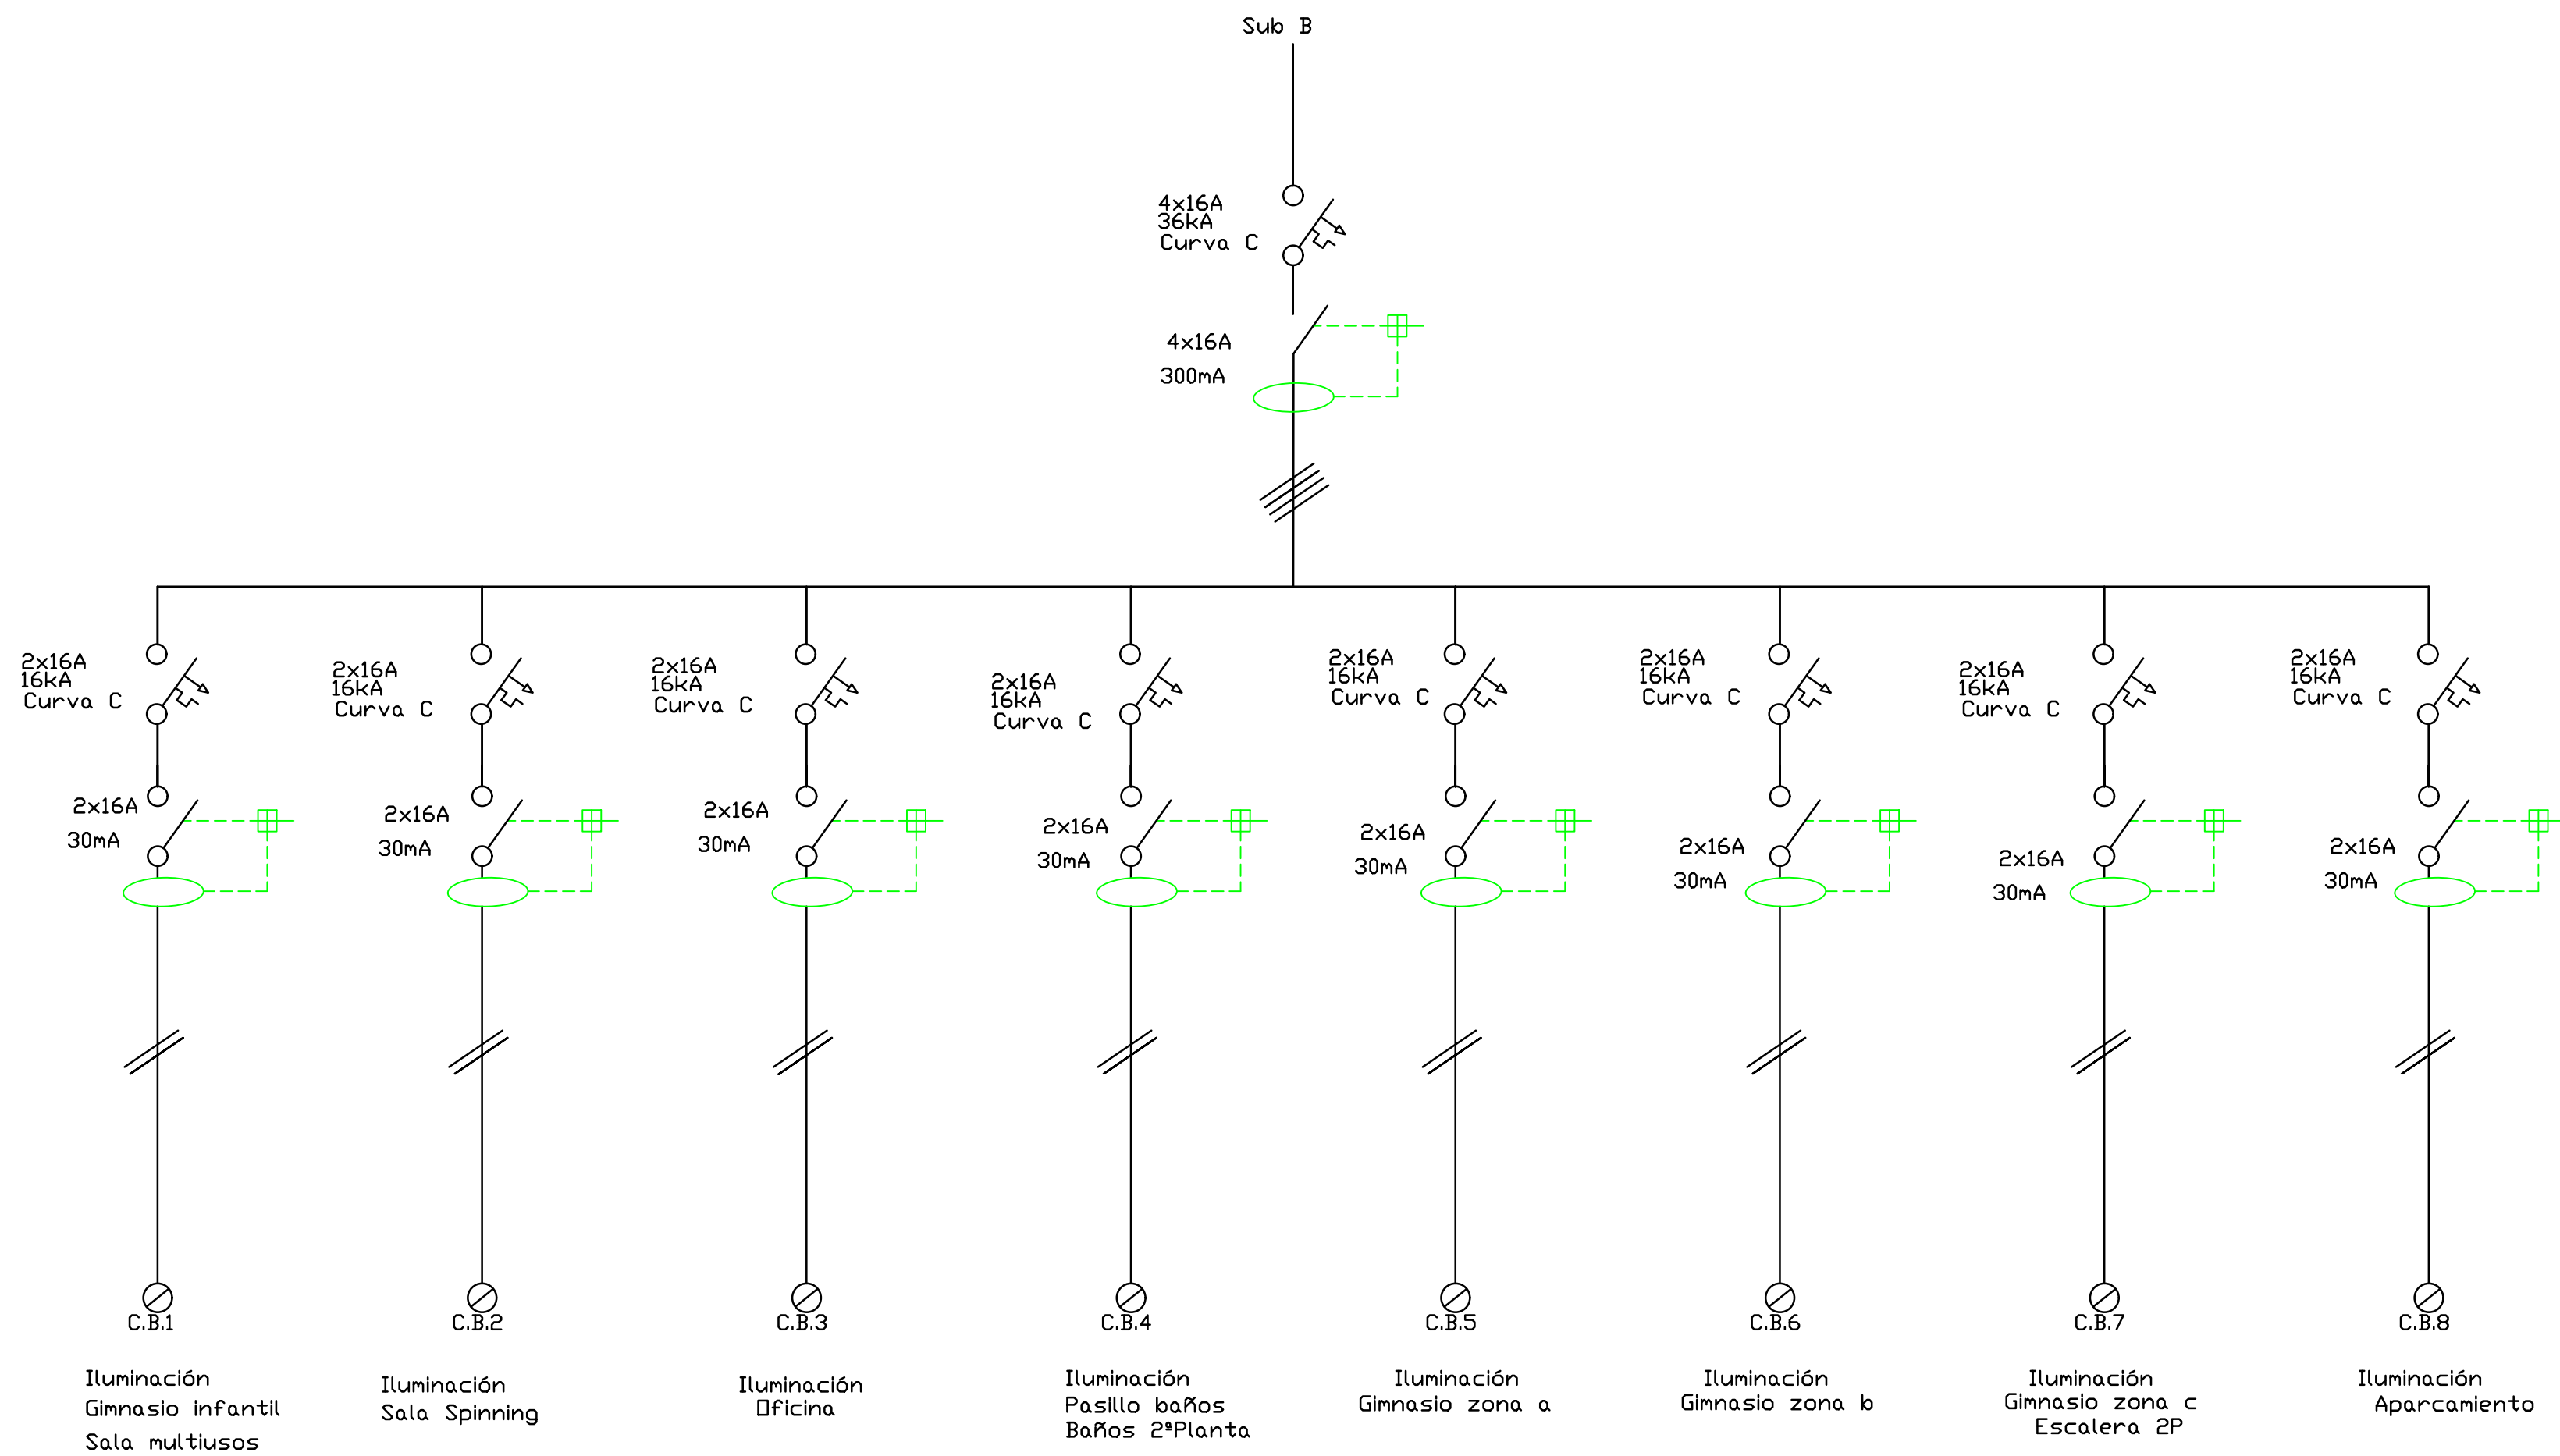 Sub B
4x16A
36kA
Curva C
4x16A
300mA
2x16A
16kA
Curva C
2x16A
30mA
C.B.1
Iluminación
Gimnasio infantil
Sala multiusos
2x16A
16kA
Curva C
2x16A
30mA
C.B.2
Iluminación
Sala Spinning
2x16A
16kA
Curva C
2x16A
30mA
C.B.3
Iluminación
Oficina
2x16A
16kA
Curva C
2x16A
30mA
C.B.4
Iluminación
Pasillo baños
Baños 2ªPlanta
2x16A
16kA
Curva C
2x16A
30mA
C.B.5
Iluminación
Gimnasio zona a
2x16A
16kA
Curva C
2x16A
30mA
C.B.6
Iluminación
Gimnasio zona b
2x16A
16kA
Curva C
2x16A
30mA
C.B.7
Iluminación
Gimnasio zona c
Escalera 2P
2x16A
16kA
Curva C
2x16A
30mA
C.B.8
Iluminación
Aparcamiento